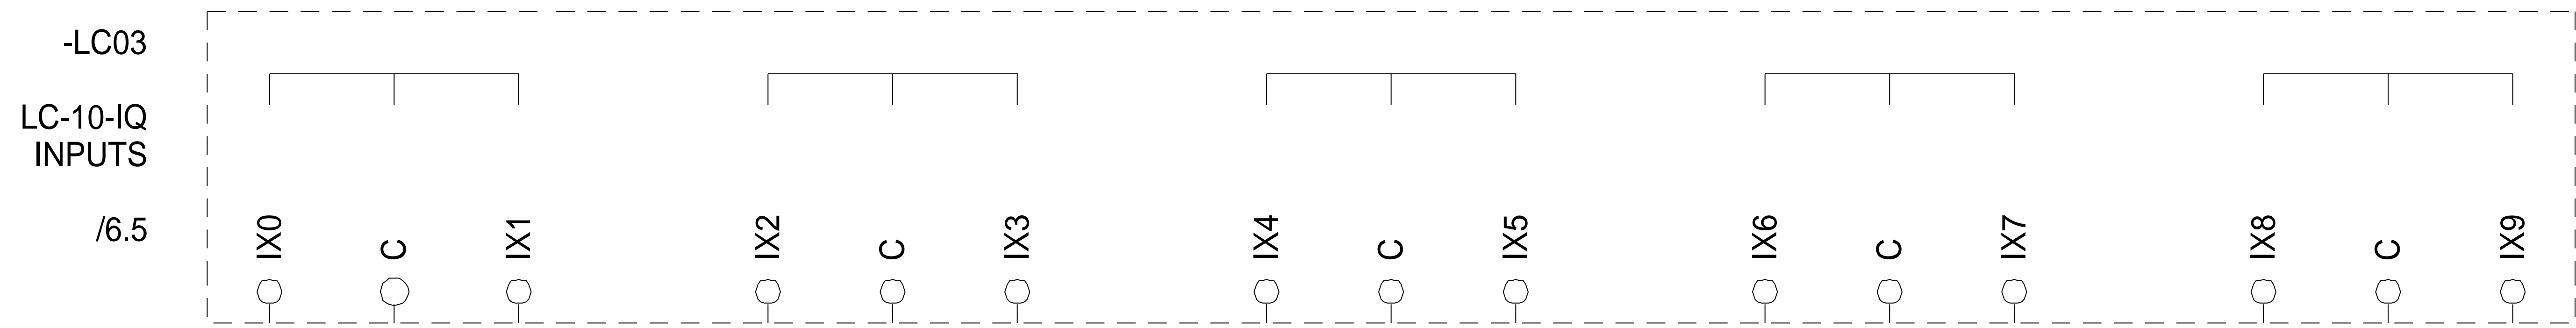 -LC03
LC-10-IQ
INPUTS
/6.5
IX0 C IX1 IX2 C IX3 IX4 C IX5 IX6 C IX7 IX8 C IX9